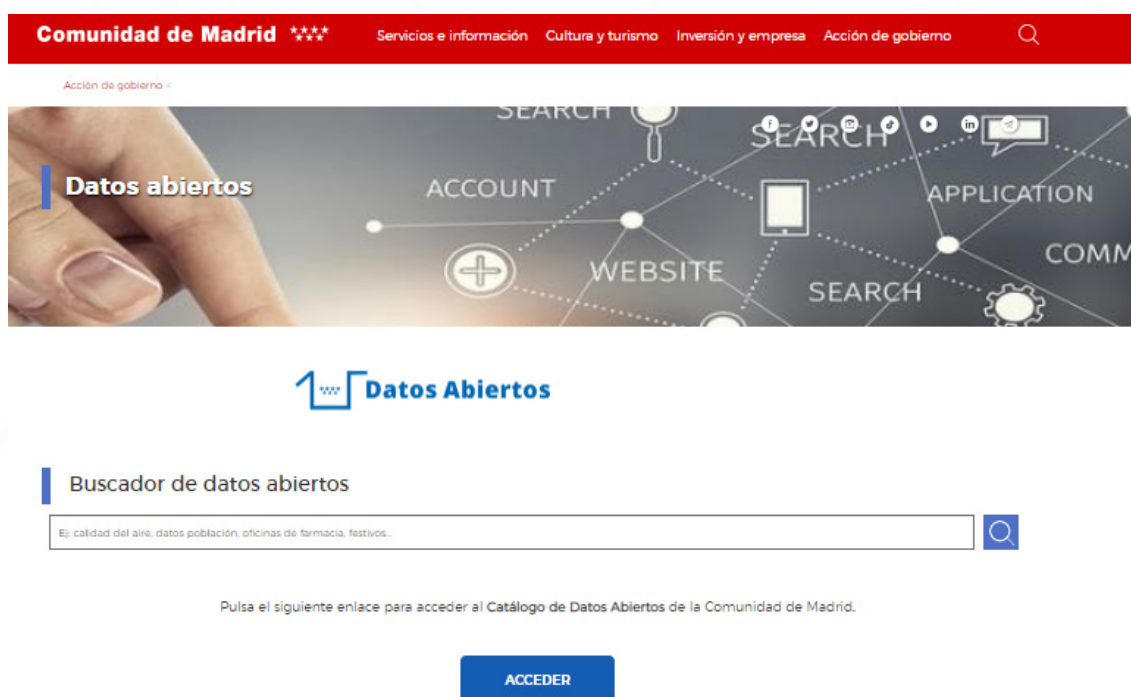 Comunidad de Madrid
Servicios e información Cultura y turismo Inversión y empresa Acción de gobierno
Acción de gobierno
SEARCH
SEARCH
Datos abiertos
ACCOUNT
APPLICATION
WEBSITE
COMM
SEARCH
Datos Abiertos
Buscador de datos abiertos
Ej: calidad del aire, datos población, oficinas de farmacia, festivos...
Pulsa el siguiente enlace para acceder al Catálogo de Datos Abiertos de la Comunidad de Madrid.
ACCEDER